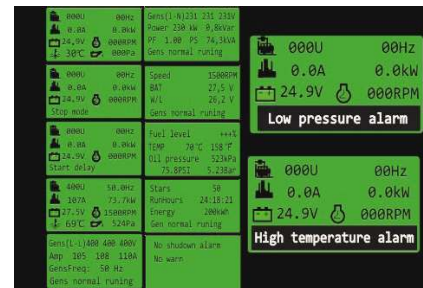 000U 00Hz
0.0A 0.0kW
24,9V 000RPM
30℃ 000Pa
000U 00Hz
0.0A 0.0kW
24,9V 000RPM
Stop mode
000U 00Hz
0.0A 0.0kW
24.9V 000RPM
Start delay
400U 50.0Hz
107A 73.7kW
27.5V 1500RPM
69℃ 524Pa
Gens(L-L)400 400 400V
Amp 105 108 110A
GensFreq: 50 Hz
Gens normal runing
Gens(L-N)231 231 231V
Power 230 kW 0,8kVar
PF 1.00 PS 74,3kVA
Gens normal runing
Speed 1500RPM
BAT 27,5 V
W/L 26,2 V
Gens normal runing
Fuel level +++%
TEMP 70℃ 158℉
Oil pressure 523kPa
75.8PSI 5.23Bar
Stars 50
RunHours 24:18:21
Energy 200kWh
Gen normal runing
No shudown alarm
No warn
000U 00Hz
0.0A 0.0kW
24.9V 000RPM
Low pressure alarm
000U 00Hz
0.0A 0.0kW
24.9V 000RPM
High temperature alarm